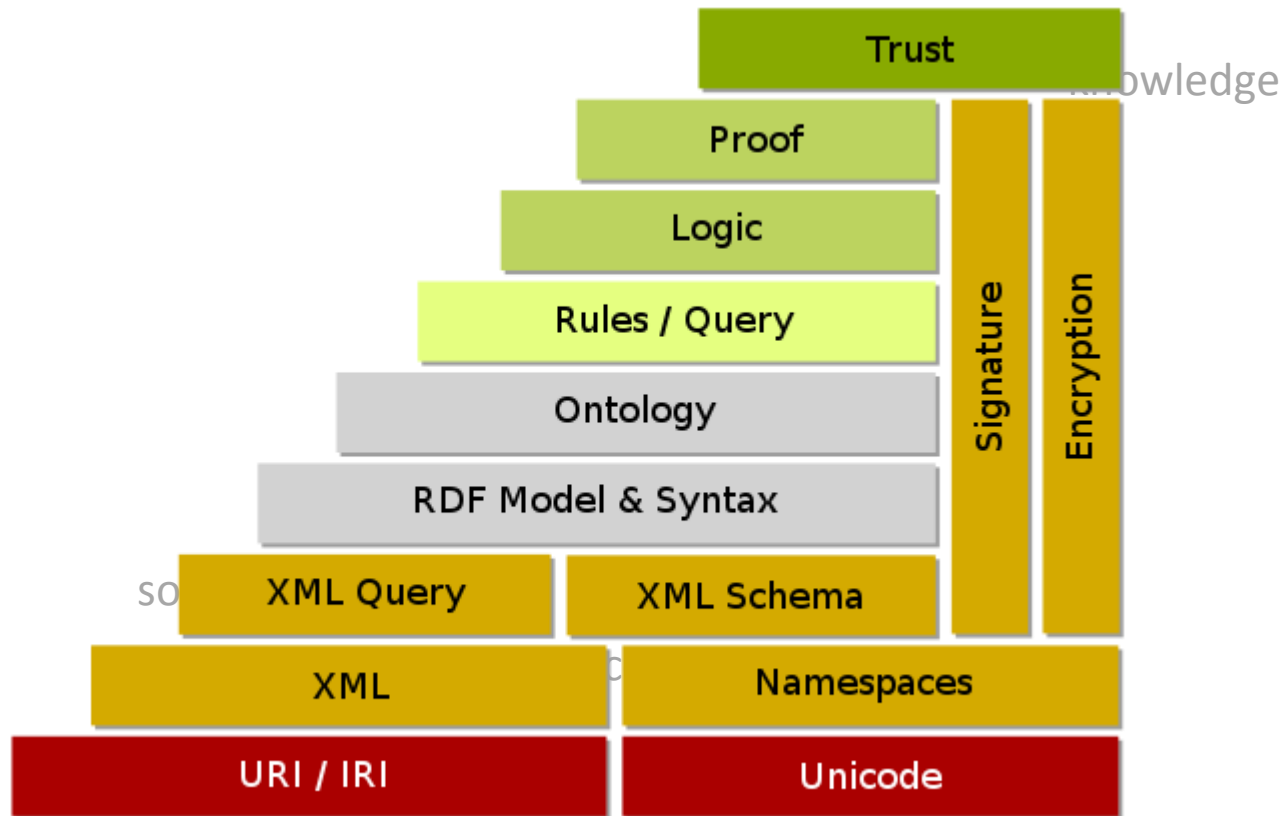 Trust
Proof
Logic
Rules / Query
Ontology
RDF Model & Syntax
Signature
Encryption
XML Query
XML Schema
XML
Namespaces
URI / IRI
Unicode